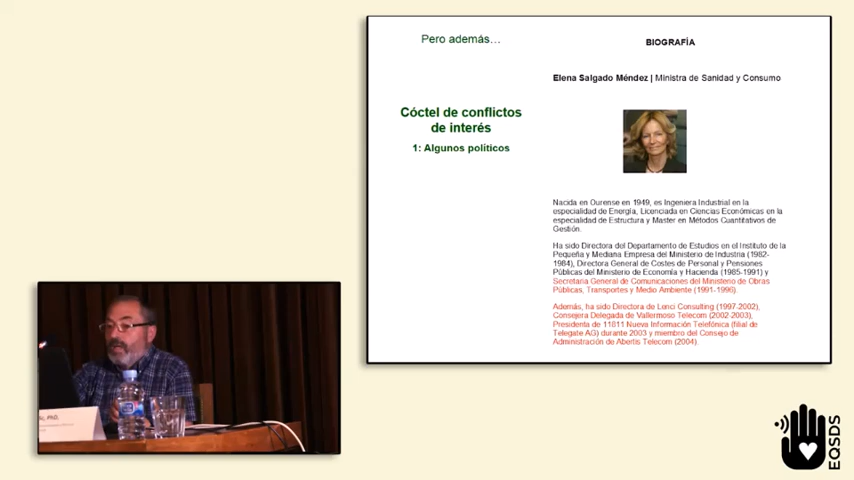 Pero además…
Cóctel de conflictos
de interés
1: Algunos políticos
BIOGRAFÍA
Elena Salgado Méndez | Ministra de Sanidad y Consumo
Nacida en Ourense en 1949, es Ingeniera Industrial en la
especialidad de Energía, Licenciada en Ciencias Económicas en la
especialidad de Estructura y Master en Métodos Cuantitativos de
Gestión.
Ha sido Directora del Departamento de Estudios en el Instituto de la
Pequeña y Mediana Empresa del Ministerio de Industria (1982-
1984), Directora General de Costes de Personal y Pensiones
Públicas del Ministerio de Economía y Hacienda (1985-1991) y
Secretaria General de Comunicaciones del Ministerio de Obras
Públicas, Transportes y Medio Ambiente (1991-1996).
Además, ha sido Directora de Lenci Consulting (1997-2002),
Consejera Delegada de Vallermoso Telecom (2002-2003),
Presidenta de 11811 Nueva Información Telefónica (filial de
Telegate AG) durante 2003 y miembro del Consejo de
Administración de Abertis Telecom (2004).
PhD.
EQSDS